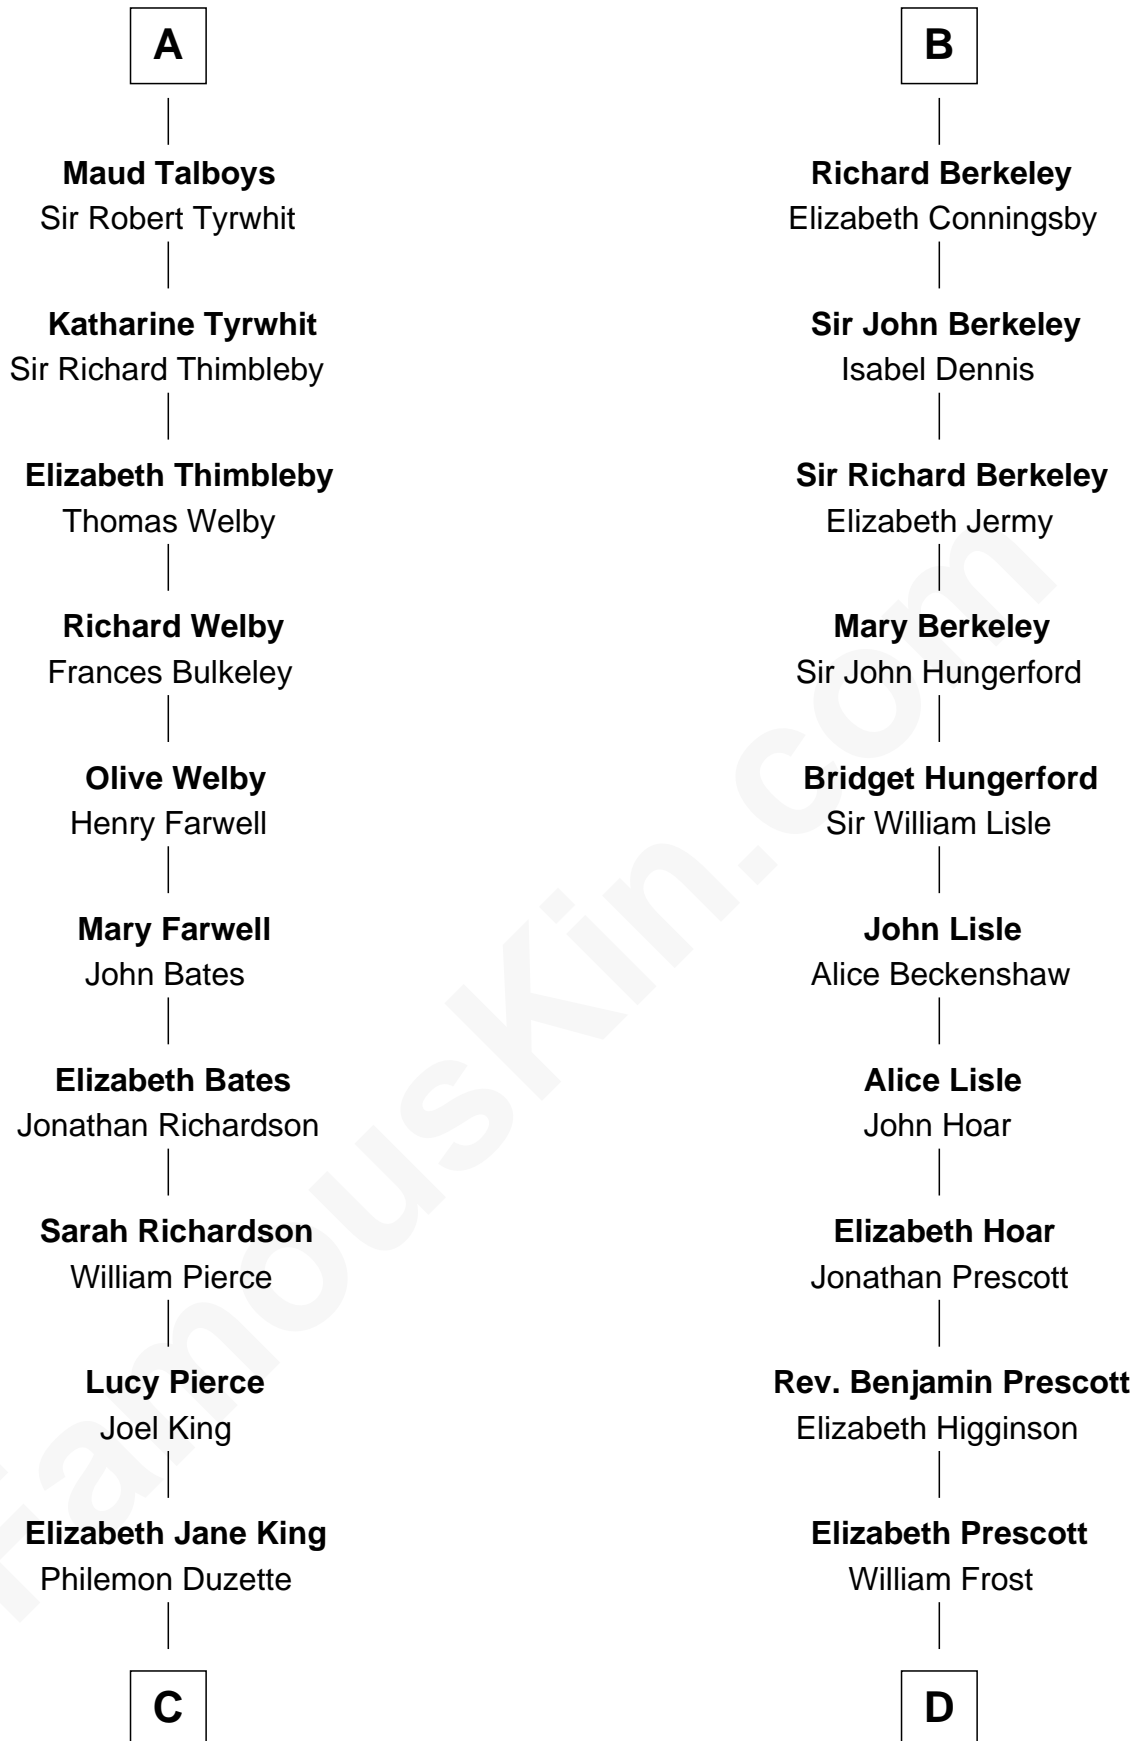 A
Maud Talboys
Sir Robert Tyrwhit
Katharine Tyrwhit
Sir Richard Thimbleby
Elizabeth Thimbleby
Thomas Welby
Richard Welby
Frances Bulkeley
Olive Welby
Henry Farwell
Mary Farwell
John Bates
Elizabeth Bates
Jonathan Richardson
Sarah Richardson
William Pierce
Lucy Pierce
Joel King
Elizabeth Jane King
Philemon Duzette
C
B
Richard Berkeley
Elizabeth Conningsby
Sir John Berkeley
Isabel Dennis
Sir Richard Berkeley
Elizabeth Jermy
Mary Berkeley
Sir John Hungerford
Bridget Hungerford
Sir William Lisle
John Lisle
Alice Beckenshaw
Alice Lisle
John Hoar
Elizabeth Hoar
Jonathan Prescott
Rev. Benjamin Prescott
Elizabeth Higginson
Elizabeth Prescott
William Frost
D
FamousKin.com